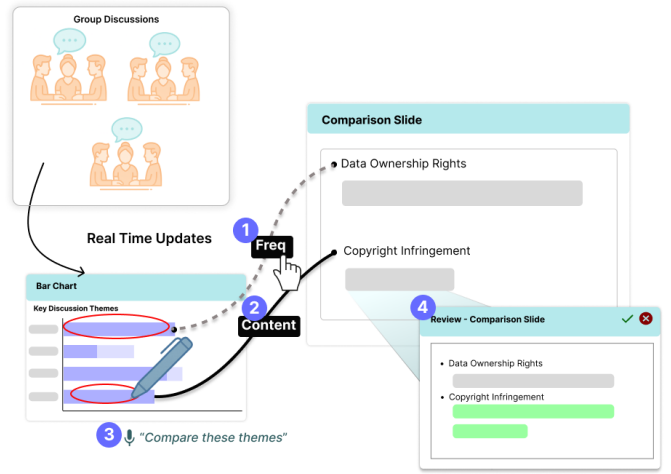 Group Discussions
Comparison Slide
Data Ownership Rights
1
Real Time Updates
Freq
Copyright Infringement
Bar Chart
2
Content
4
Key Discussion Themes
Review - Comparison Slide
Data Ownership Rights
Copyright Infringement
3
“Compare these themes”